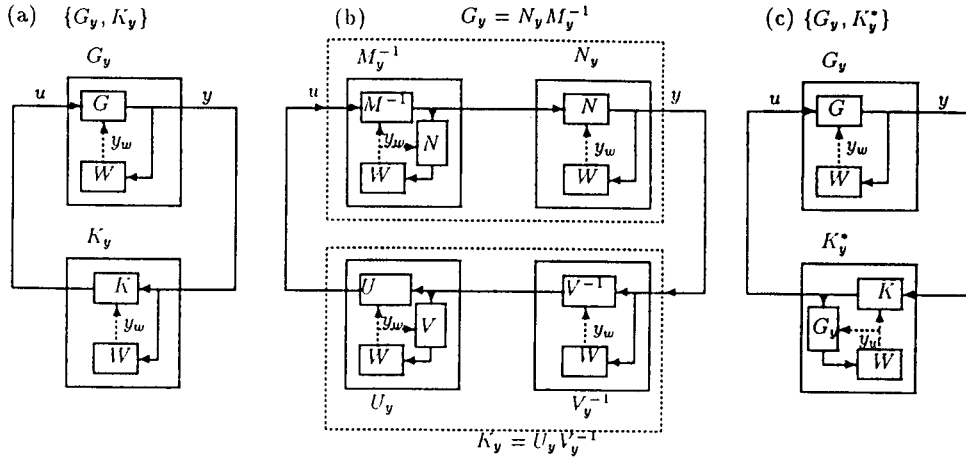 (a) {G_y, K_y}
(b) G_y = N_y M_y^{-1}
(c) {G_y, K_y^*}
G_y
u
G
y
y_w
W
K_y
K
y_w
W
M_y^{-1}
N_y
u
M^{-1}
N
y
y_w
N
y_w
W
W
U
V^{-1}
y_w
V
y_w
W
W
U_y
V_y^{-1}
K_y = U_y V_y^{-1}
G_y
u
G
y
y_w
W
K_y^*
K
G_y
y_w
W